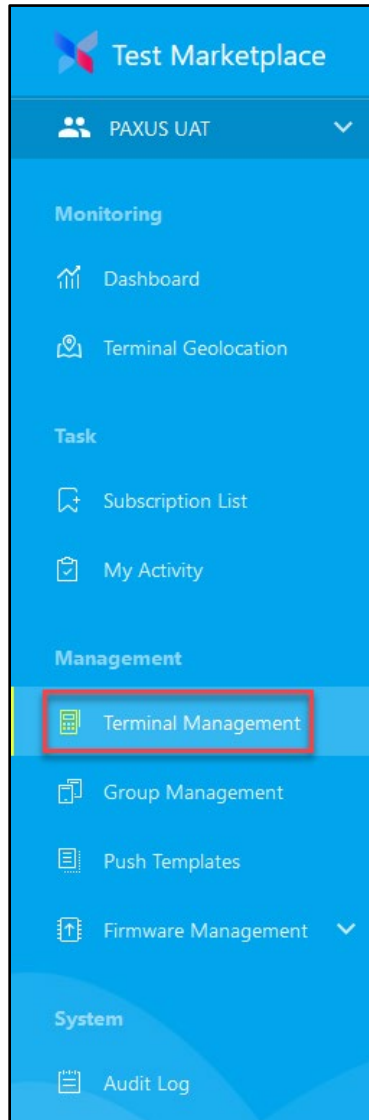 Test Marketplace
PAXUS UAT
Monitoring
Dashboard
Terminal Geolocation
Task
Subscription List
My Activity
Management
Terminal Management
Group Management
Push Templates
Firmware Management
System
Audit Log